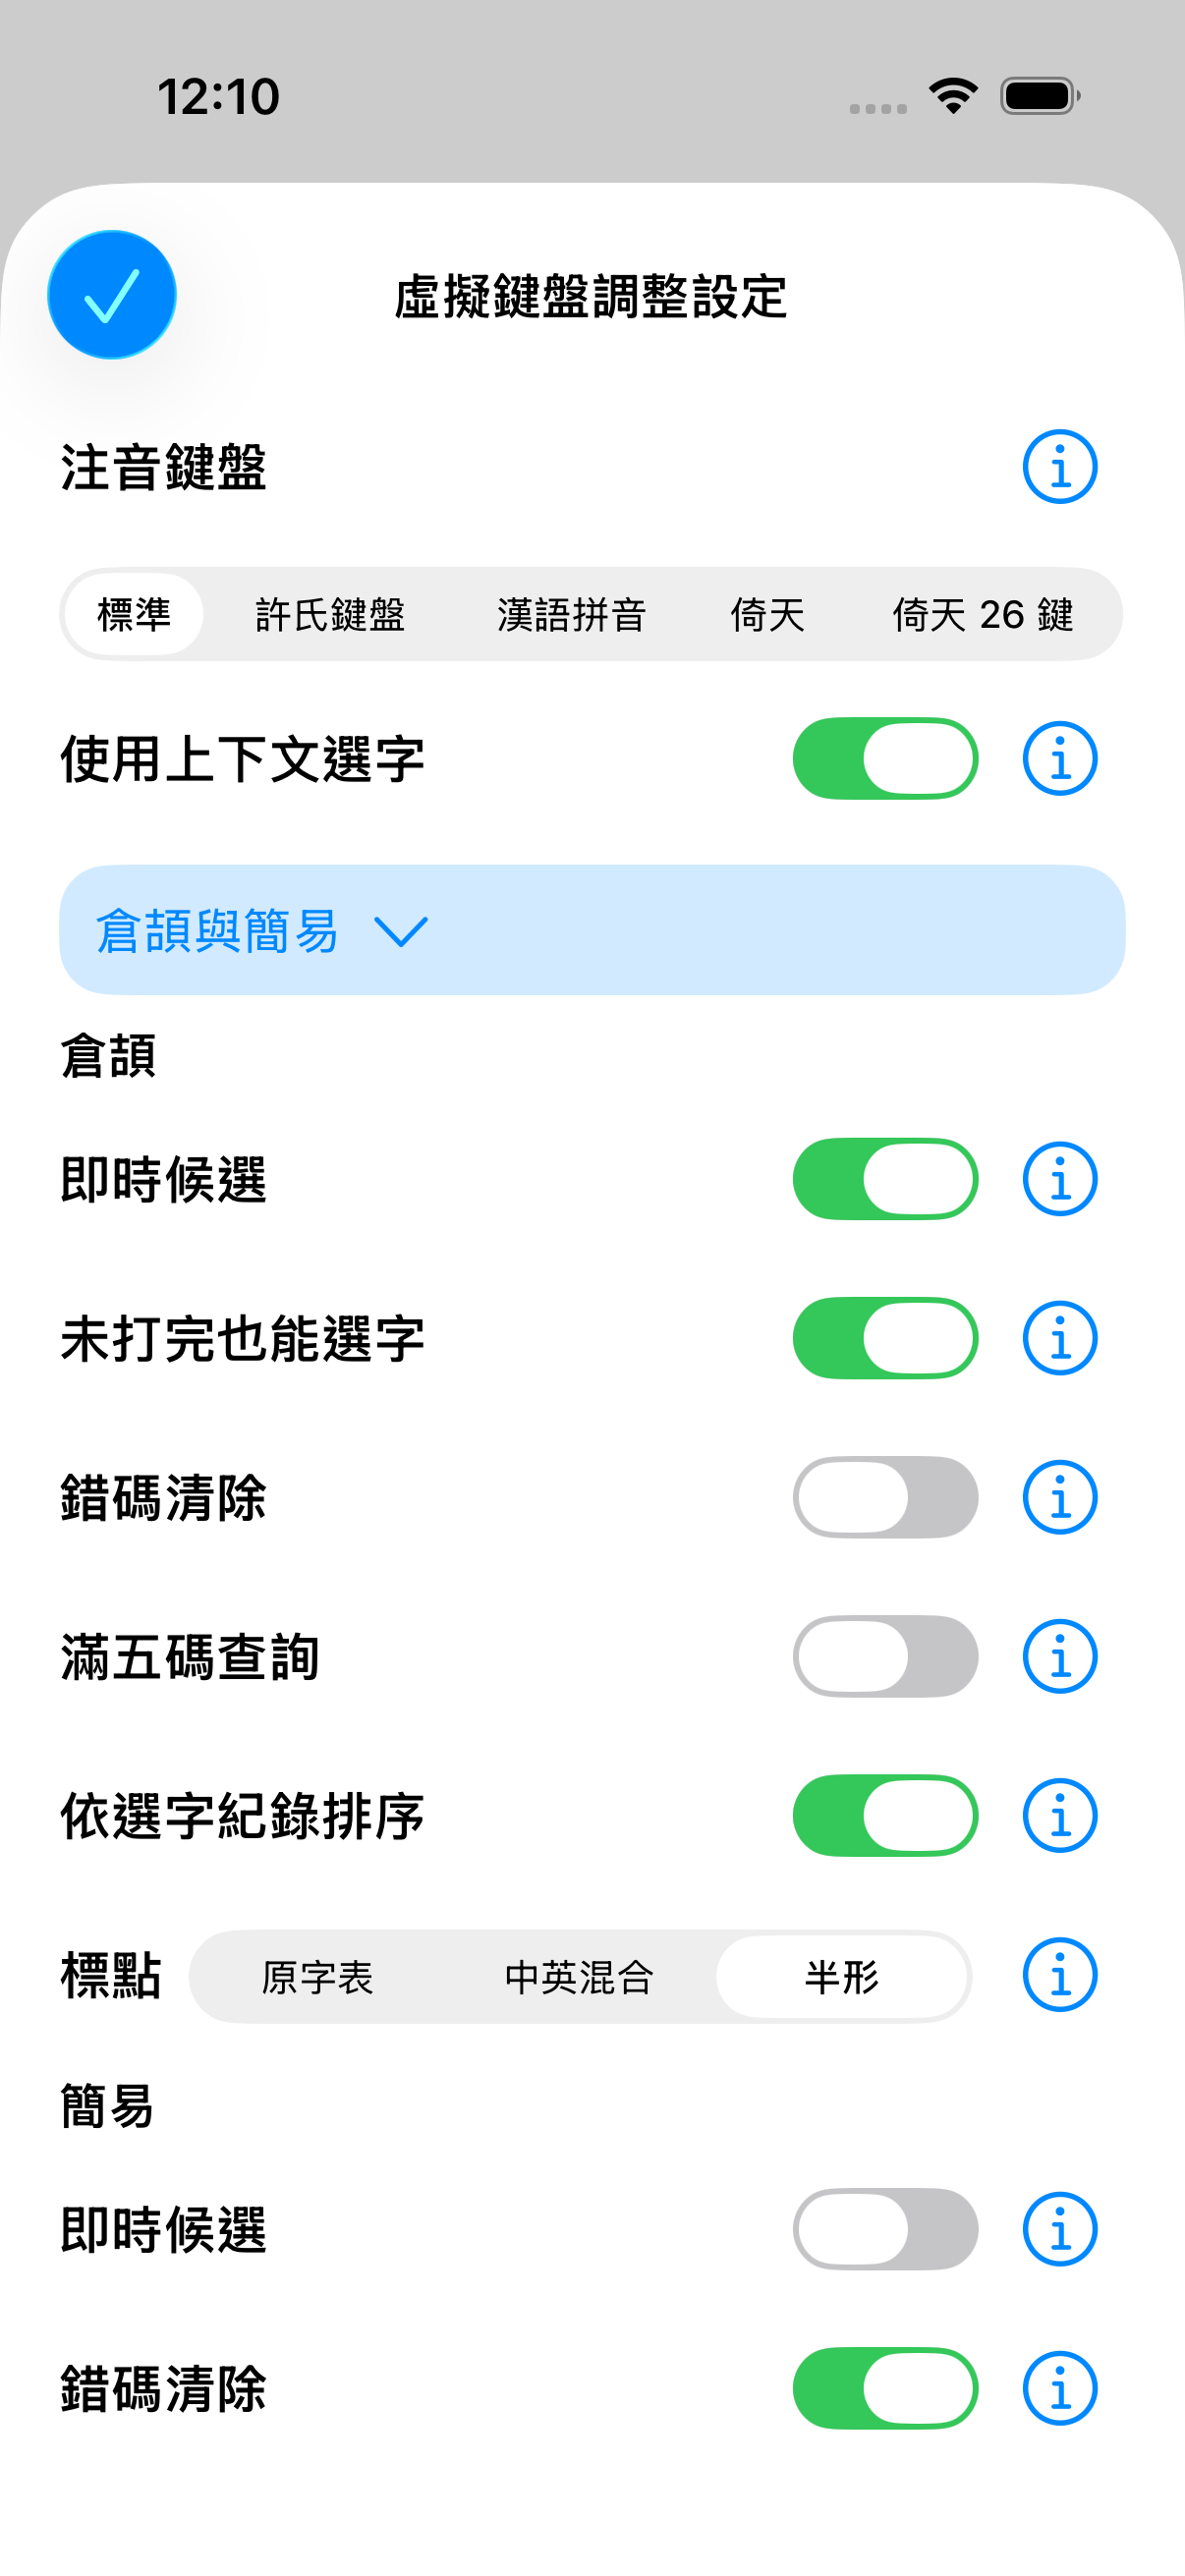 12:10
虛擬鍵盤調整設定
注音鍵盤
標準 許氏鍵盤 漢語拼音 倚天 倚天 26 鍵
使用上下文選字
倉頡與簡易
倉頡
即時候選
未打完也能選字
錯碼清除
滿五碼查詢
依選字紀錄排序
標點 原字表 中英混合 半形
簡易
即時候選
錯碼清除